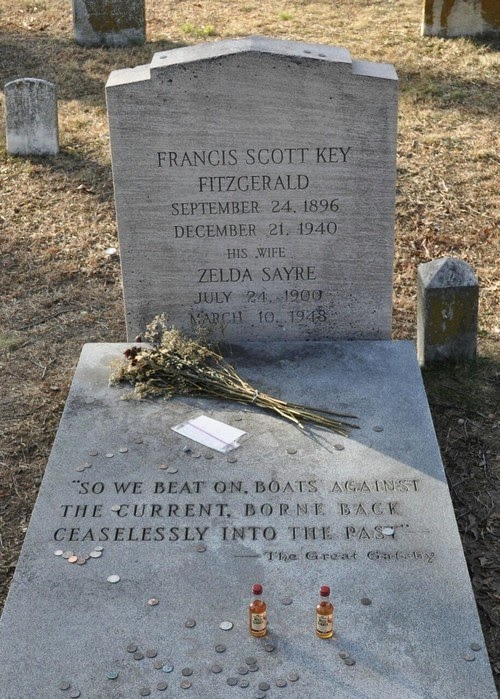 FRANCIS SCOTT KEY
FITZGERALD
SEPTEMBER 24, 1896
DECEMBER 21, 1940
HIS WIFE
ZELDA SAYRE
JULY 24, 1900
MARCH 10, 1948
"SO WE BEAT ON, BOATS AGAINST
THE CURRENT, BORNE BACK
CEASELESSLY INTO THE PAST"
— The Great Gatsby